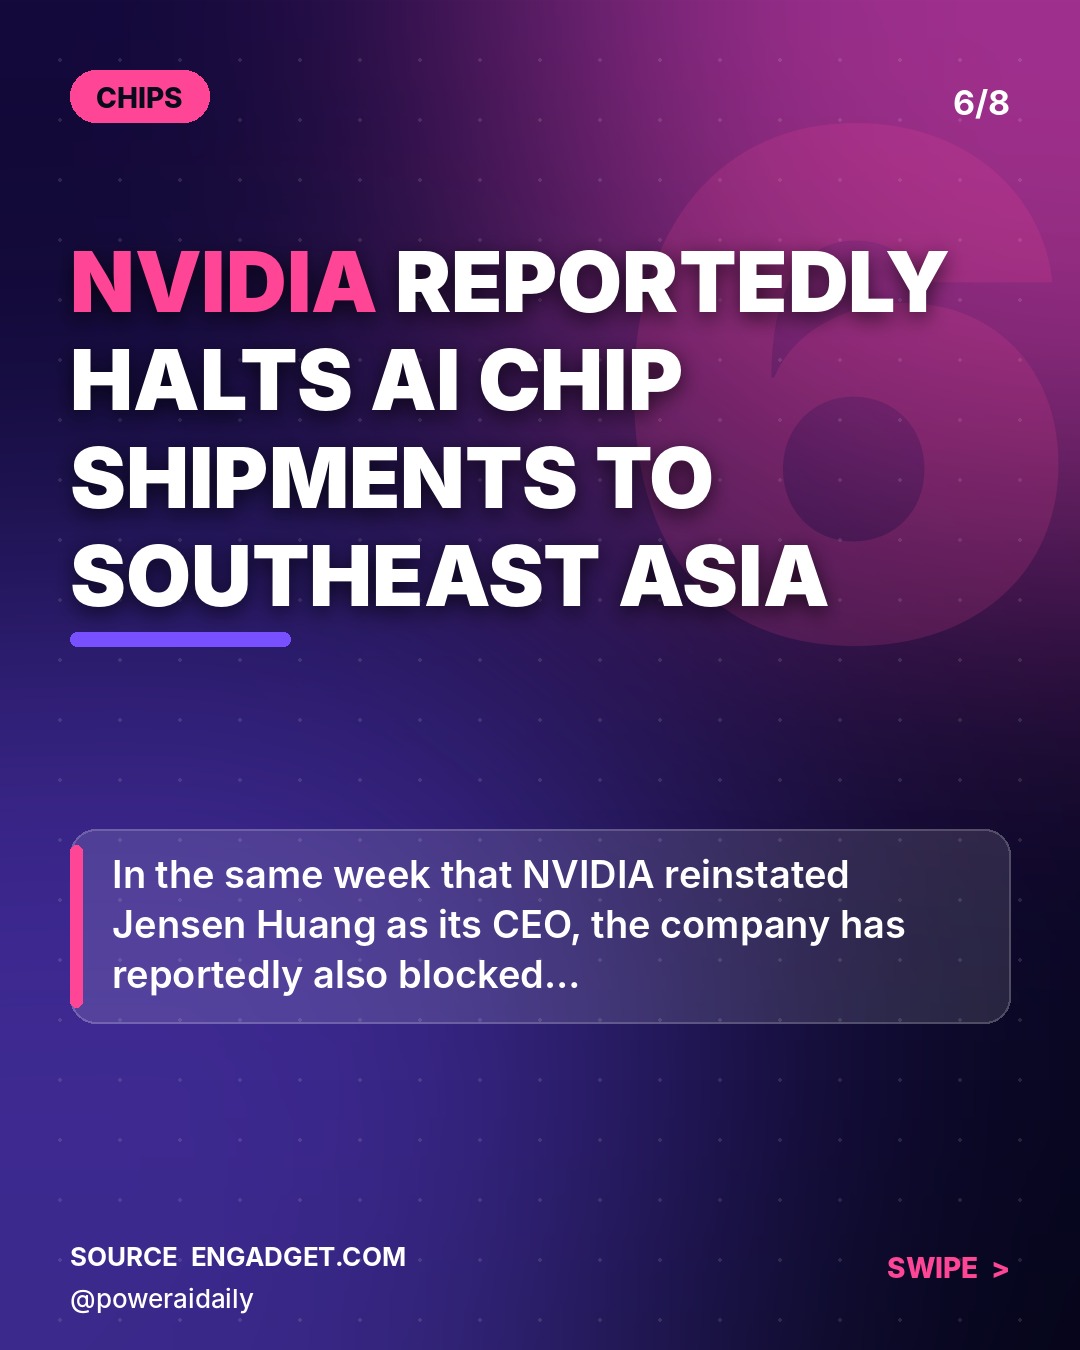 CHIPS
6/8
6
NVIDIA REPORTEDLY
HALTS AI CHIP
SHIPMENTS TO
SOUTHEAST ASIA
In the same week that NVIDIA reinstated
Jensen Huang as its CEO, the company has
reportedly also blocked...
SOURCE ENGADGET.COM
@poweraidaily
SWIPE >